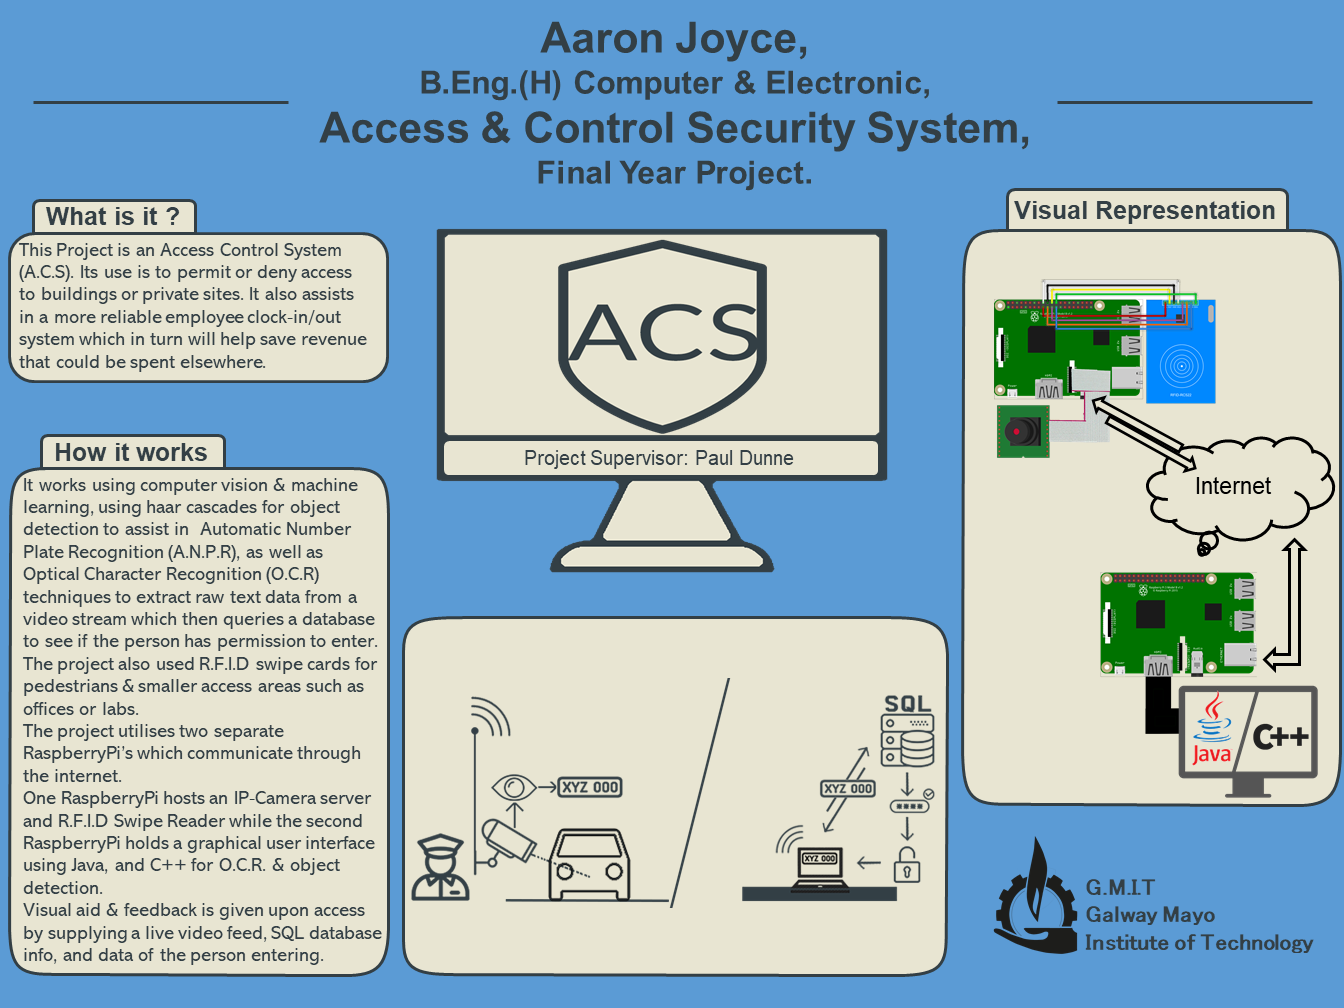 Aaron Joyce,
B.Eng.(H) Computer & Electronic,
Access & Control Security System,
Final Year Project.
What is it ?
This Project is an Access Control System
(A.C.S). Its use is to permit or deny access
to buildings or private sites. It also assists
in a more reliable employee clock-in/out
system which in turn will help save revenue
that could be spent elsewhere.
How it works
It works using computer vision & machine
learning, using haar cascades for object
detection to assist in Automatic Number
Plate Recognition (A.N.P.R), as well as
Optical Character Recognition (O.C.R)
techniques to extract raw text data from a
video stream which then queries a database
to see if the person has permission to enter.
The project also used R.F.I.D swipe cards for
pedestrians & smaller access areas such as
offices or labs.
The project utilises two separate
RaspberryPi's which communicate through
the internet.
One RaspberryPi hosts an IP-Camera server
and R.F.I.D Swipe Reader while the second
RaspberryPi holds a graphical user interface
using Java, and C++ for O.C.R. & object
detection.
Visual aid & feedback is given upon access
by supplying a live video feed, SQL database
info, and data of the person entering.
ACS
Project Supervisor: Paul Dunne
XYZ 000
SQL
XYZ 000
XYZ 000
Visual Representation
Internet
Java
C++
G.M.I.T
Galway Mayo
Institute of Technology